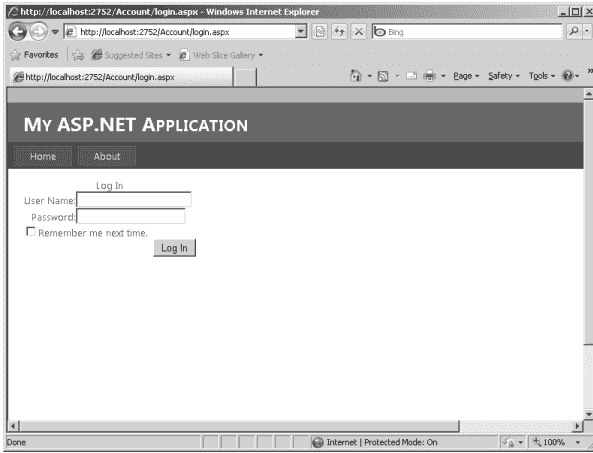 http://localhost:2752/Account/login.aspx - Windows Internet Explorer
http://localhost:2752/Account/login.aspx
Bing
Favorites
Suggested Sites
Web Slice Gallery
http://localhost:2752/Account/login.aspx
Page
Safety
Tools
»
MY ASP.NET APPLICATION
Home
About
Log In
User Name:
Password:
Remember me next time.
Log In
Done
Internet | Protected Mode: On
100%